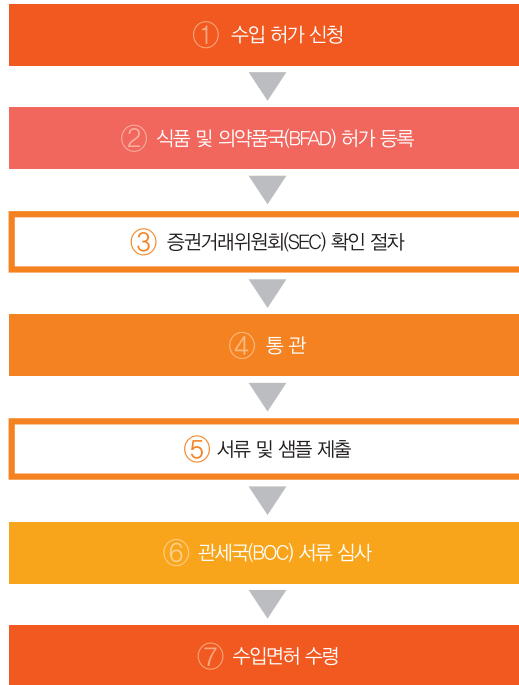 ① 수입 허가 신청
② 식품 및 의약품국(BFAD) 허가 등록
③ 증권거래위원회(SEC) 확인 절차
④ 통 관
⑤ 서류 및 샘플 제출
⑥ 관세국(BOC) 서류 심사
⑦ 수입면허 수령